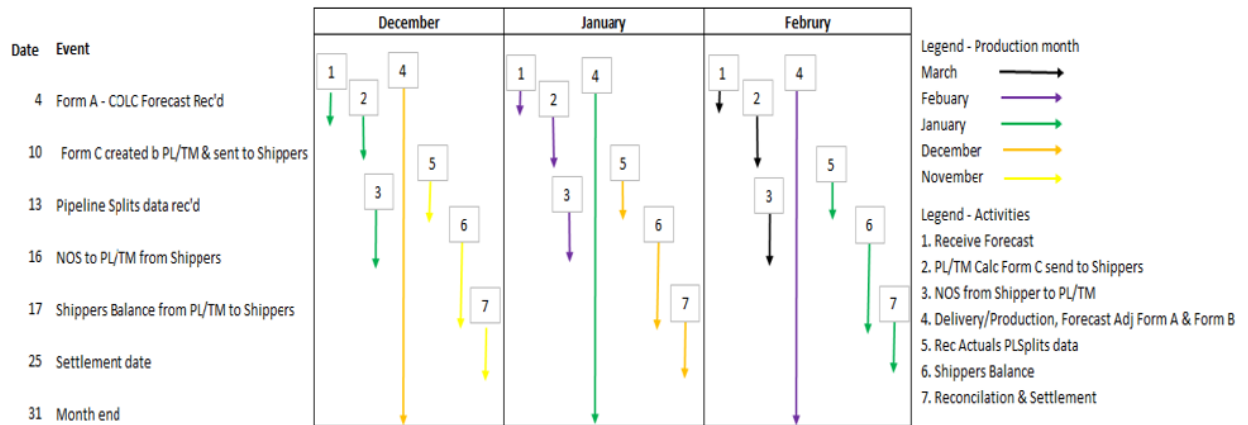 December January Februry
Date Event
1 4 1 4 1 4
2 2 2
4 Form A - COLC Forecast Rec'd
10 Form C created b PL/TM & sent to Shippers
5 5 5
3 3 3
13 Pipeline Splits data rec'd
6 6 6
16 NOS to PL/TM from Shippers
7 7 7
17 Shippers Balance from PL/TM to Shippers
25 Settlement date
31 Month end
Legend - Production month
March
Febuary
January
December
November
Legend - Activities
1. Receive Forecast
2. PL/TM Calc Form C send to Shippers
3. NOS from Shipper to PL/TM
4. Delivery/Production, Forecast Adj Form A & Form B
5. Rec Actuals PLSplits data
6. Shippers Balance
7. Reconcilation & Settlement